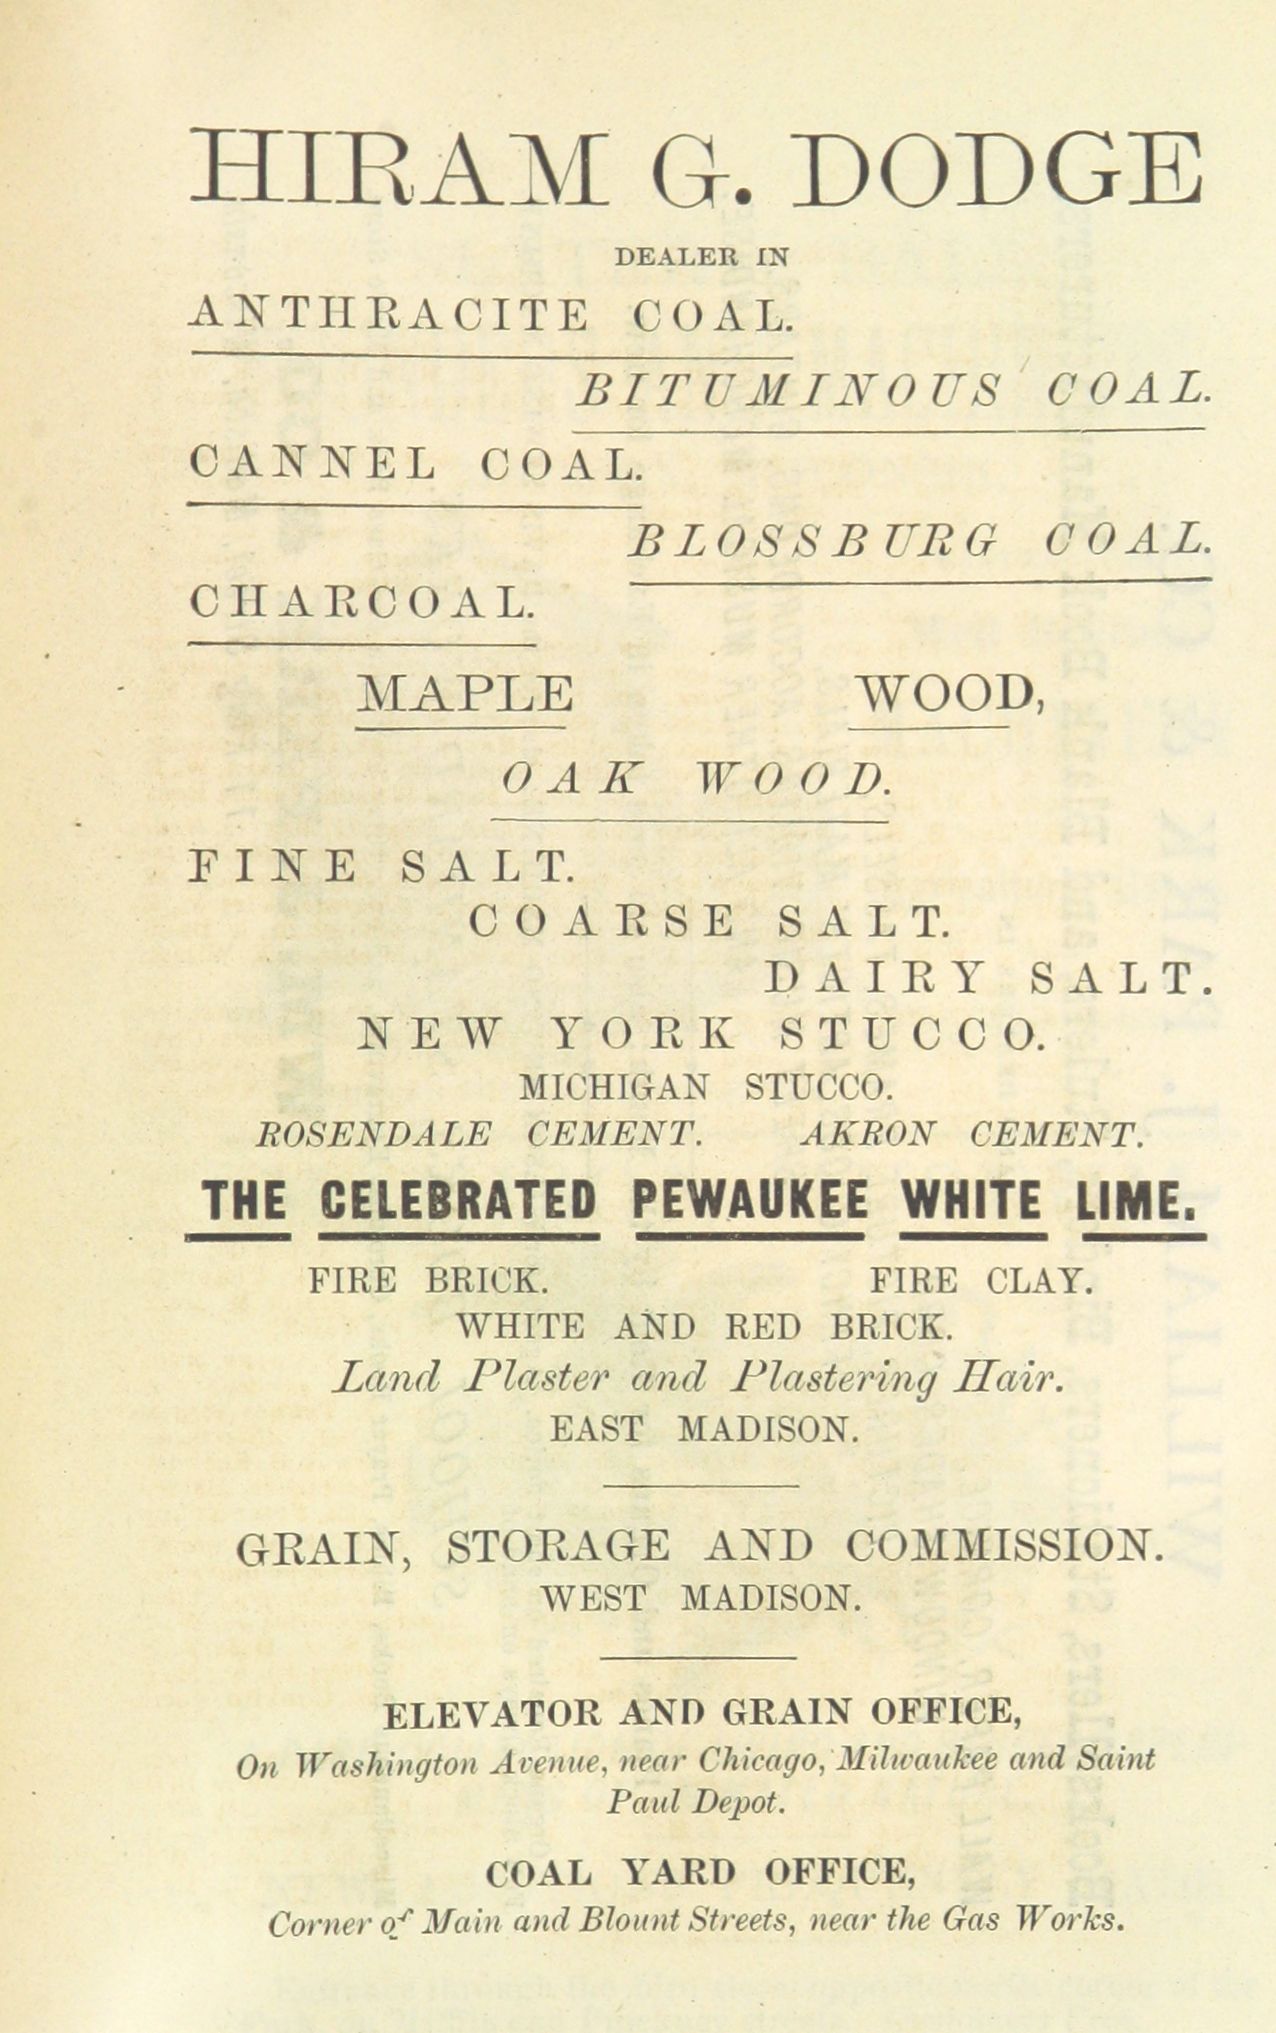 HIRAM G. DODGE
DEALER IN
ANTHRACITE COAL.
BITUMINOUS COAL.
CANNEL COAL.
BLOSSBURG COAL.
CHARCOAL.
MAPLE WOOD,
OAK WOOD.
FINE SALT.
COARSE SALT.
DAIRY SALT.
NEW YORK STUCCO.
MICHIGAN STUCCO.
ROSENDALE CEMENT. AKRON CEMENT.
THE CELEBRATED PEWAUKEE WHITE LIME.
FIRE BRICK. FIRE CLAY.
WHITE AND RED BRICK.
Land Plaster and Plastering Hair.
EAST MADISON.
GRAIN, STORAGE AND COMMISSION.
WEST MADISON.
ELEVATOR AND GRAIN OFFICE,
On Washington Avenue, near Chicago, Milwaukee and Saint
Paul Depot.
COAL YARD OFFICE,
Corner of Main and Blount Streets, near the Gas Works.